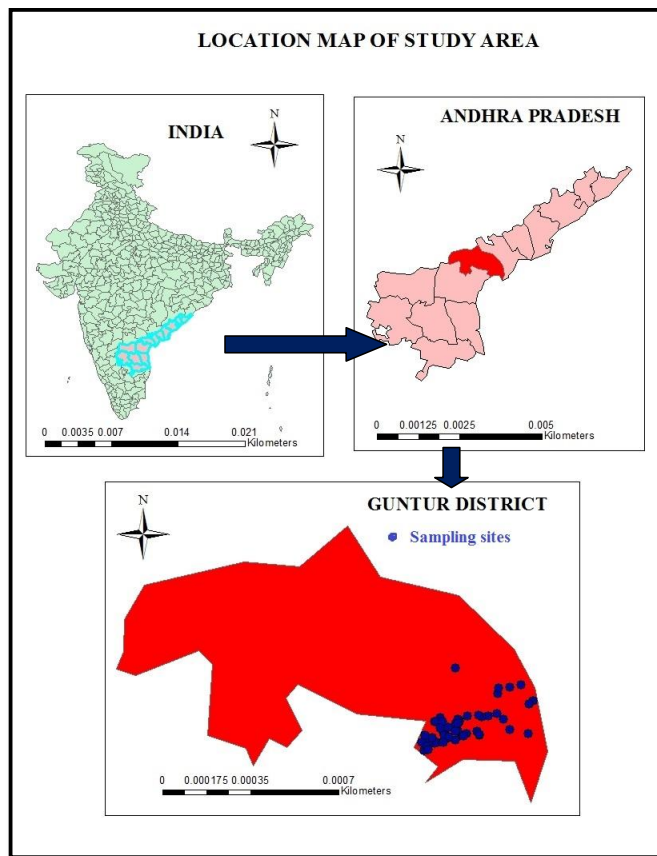 LOCATION MAP OF STUDY AREA
INDIA
N
0 0.0035 0.007 0.014 0.021
Kilometers
ANDHRA PRADESH
N
0 0.00125 0.0025 0.005
Kilometers
GUNTUR DISTRICT
N
Sampling sites
0 0.000175 0.00035 0.0007
Kilometers